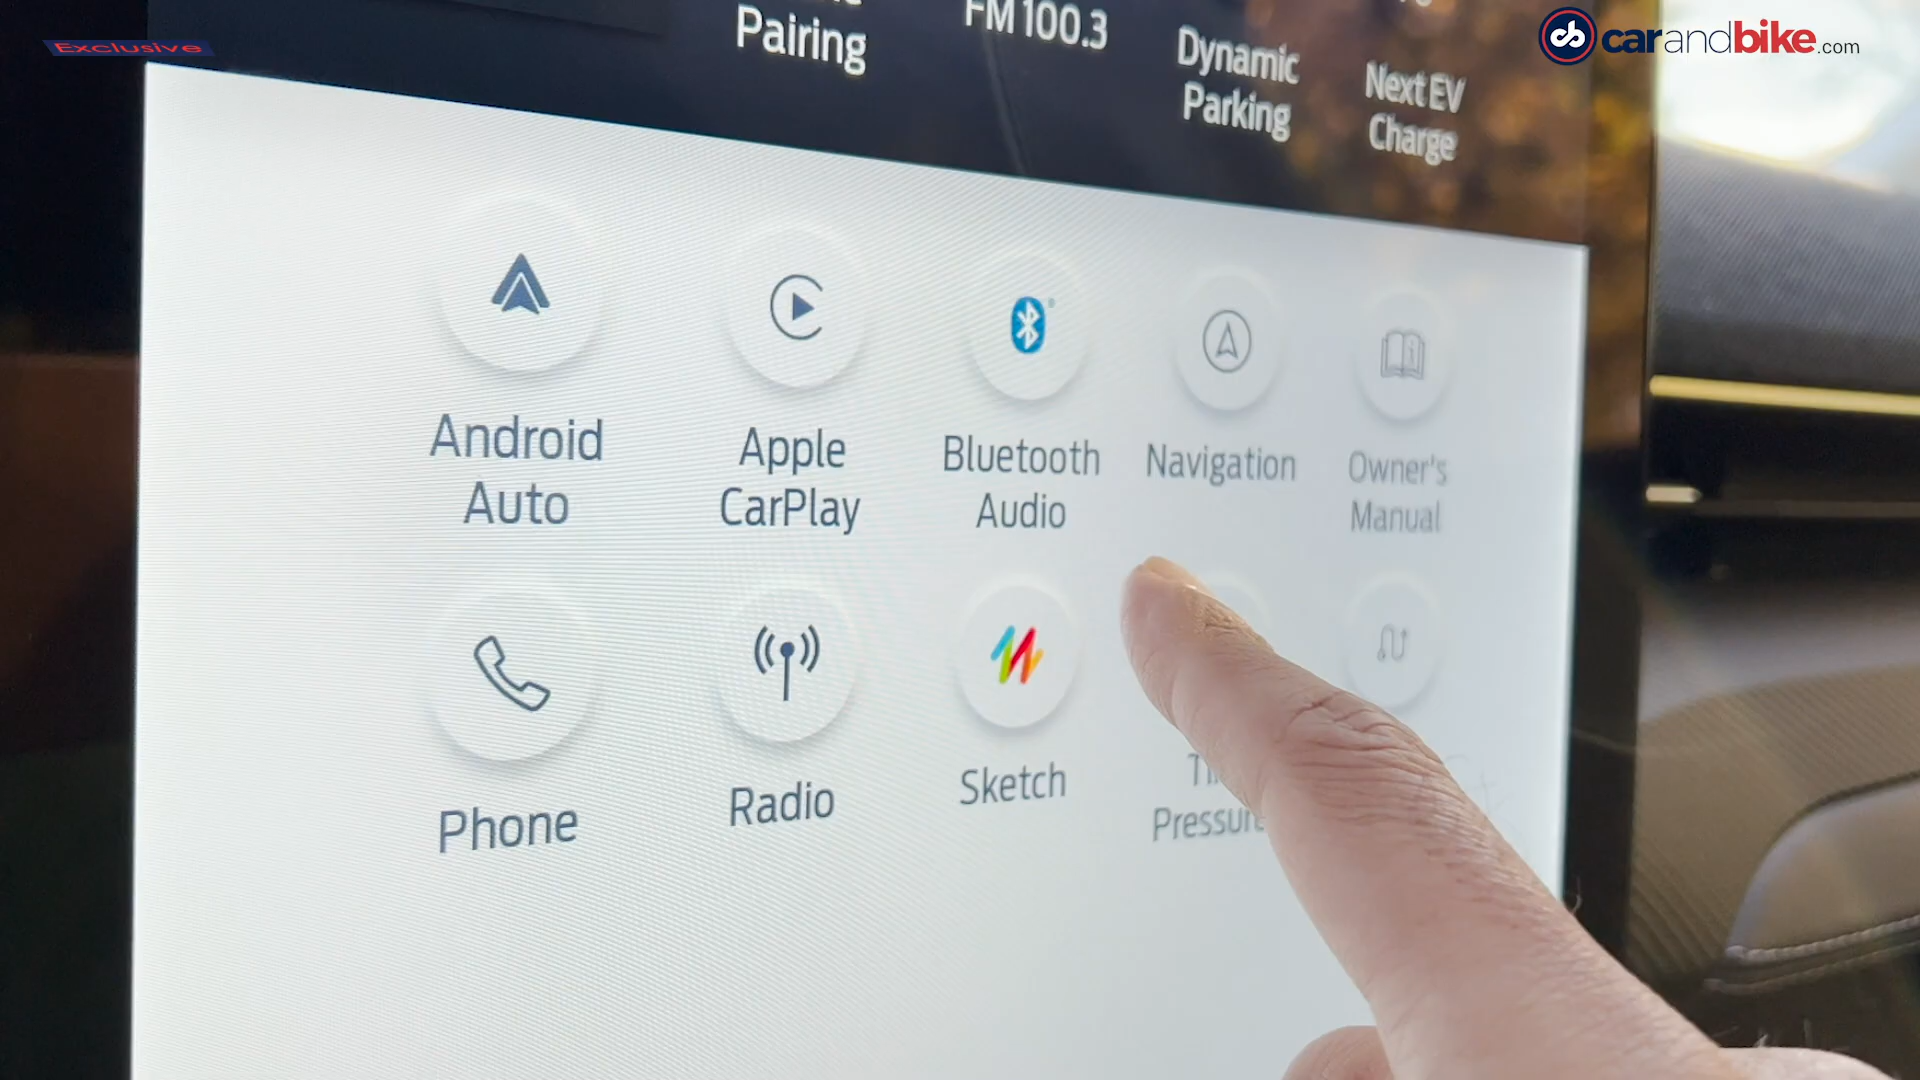 Exclusive
carandbike.com
Pairing
FM 100.3
Dynamic
Parking
Next EV
Charge
Android
Auto
Apple
CarPlay
Bluetooth
Audio
Navigation
Owner's
Manual
Phone
Radio
Sketch